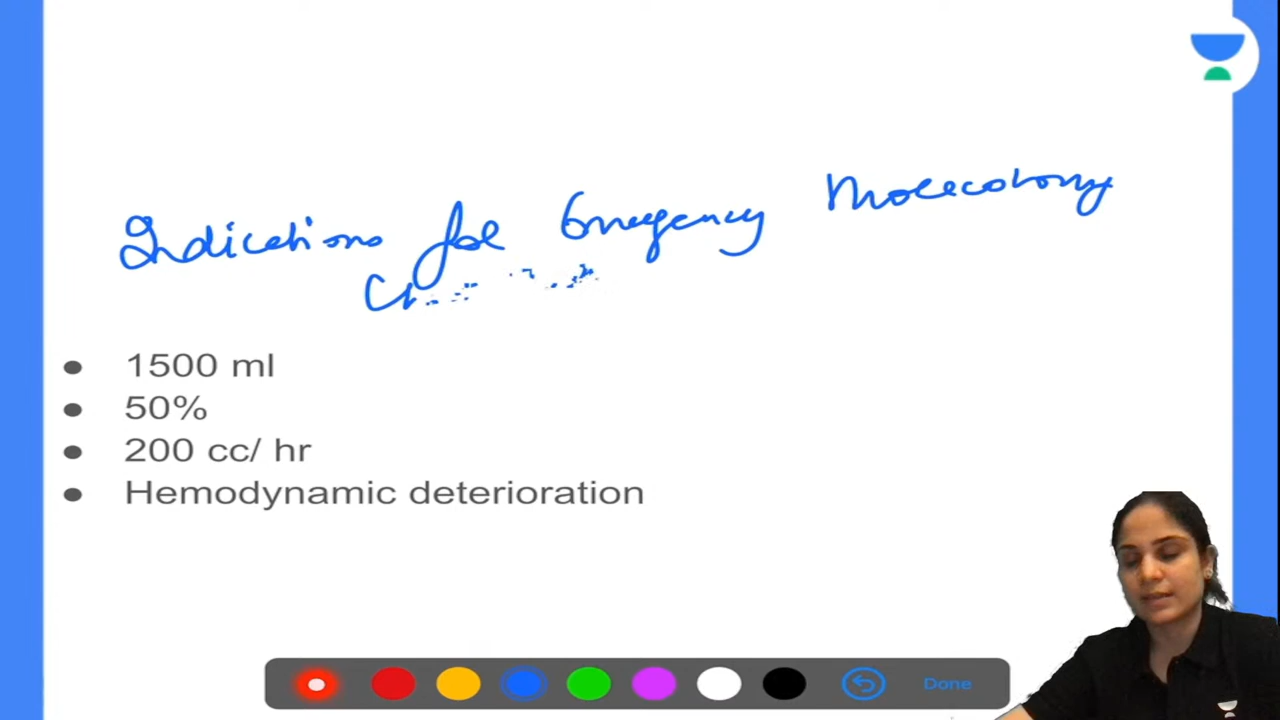 Indications for Emergency Thoracotomy
1500 ml
50%
200 cc/ hr
Hemodynamic deterioration
Done